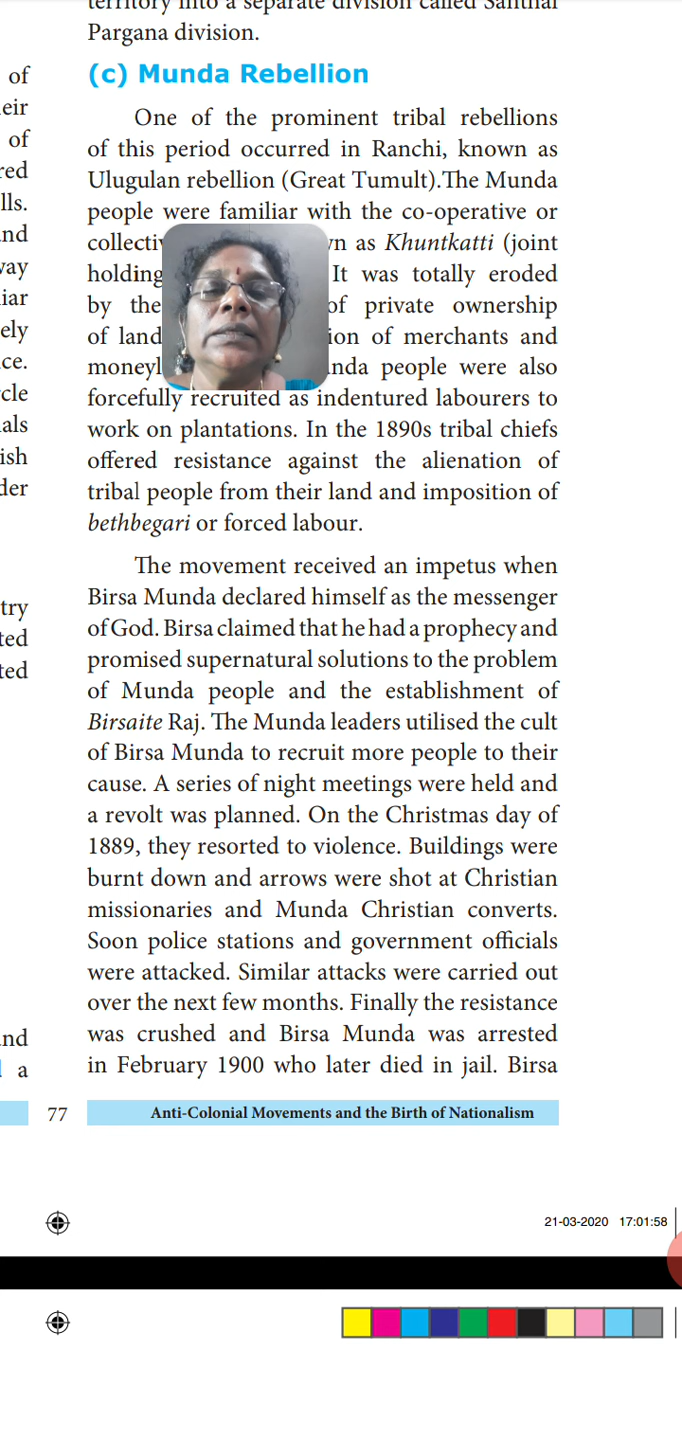 territory into a separate division called Santhal
Pargana division.
of
eir
of
red
lls.
nd
way
iar
ely
ce.
cle
als
ish
der
try
ted
ted
nd
a
(c) Munda Rebellion
One of the prominent tribal rebellions
of this period occurred in Ranchi, known as
Ulugulan rebellion (Great Tumult).The Munda
people were familiar with the co-operative or
as Khuntkatti (joint
holding It was totally eroded
by the of private ownership
of land of merchants and
people were also
forcefully recruited as indentured labourers to
work on plantations. In the 1890s tribal chiefs
offered resistance against the alienation of
tribal people from their land and imposition of
bethbegari or forced labour.
The movement received an impetus when
Birsa Munda declared himself as the messenger
of God. Birsa claimed that he had a prophecy and
promised supernatural solutions to the problem
of Munda people and the establishment of
Birsaite Raj. The Munda leaders utilised the cult
of Birsa Munda to recruit more people to their
cause. A series of night meetings were held and
a revolt was planned. On the Christmas day of
1889, they resorted to violence. Buildings were
burnt down and arrows were shot at Christian
missionaries and Munda Christian converts.
Soon police stations and government officials
were attacked. Similar attacks were carried out
over the next few months. Finally the resistance
was crushed and Birsa Munda was arrested
in February 1900 who later died in jail. Birsa
77 Anti-Colonial Movements and the Birth of Nationalism
21-03-2020 17:01:58